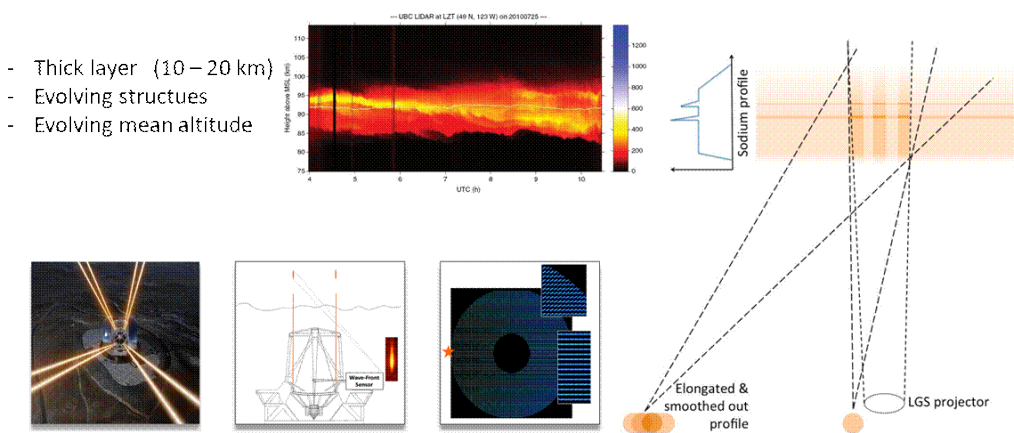 - Thick layer (10 – 20 km)
- Evolving structues
- Evolving mean altitude
--- UBC LIDAR at LZT (49 N, 123 W) on 20100725 ---
Height above MSL (km)
110
105
100
95
90
85
80
75
4 5 6 7 8 9 10
UTC (h)
1200
1000
800
600
400
200
0
Sodium profile
Wave-Front
Sensor
Elongated &
smoothed out
profile
LGS projector